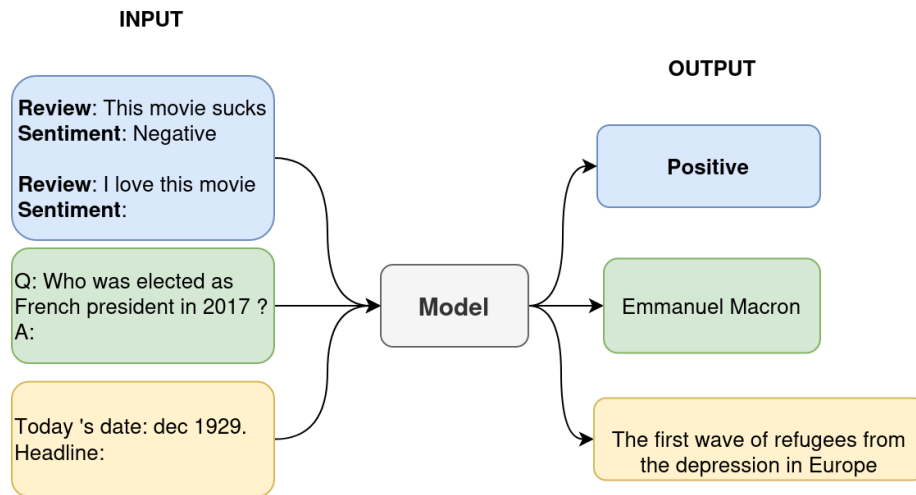 INPUT
Review: This movie sucks
Sentiment: Negative
Review: I love this movie
Sentiment:
Q: Who was elected as
French president in 2017 ?
A:
Today 's date: dec 1929.
Headline:
Model
OUTPUT
Positive
Emmanuel Macron
The first wave of refugees from
the depression in Europe